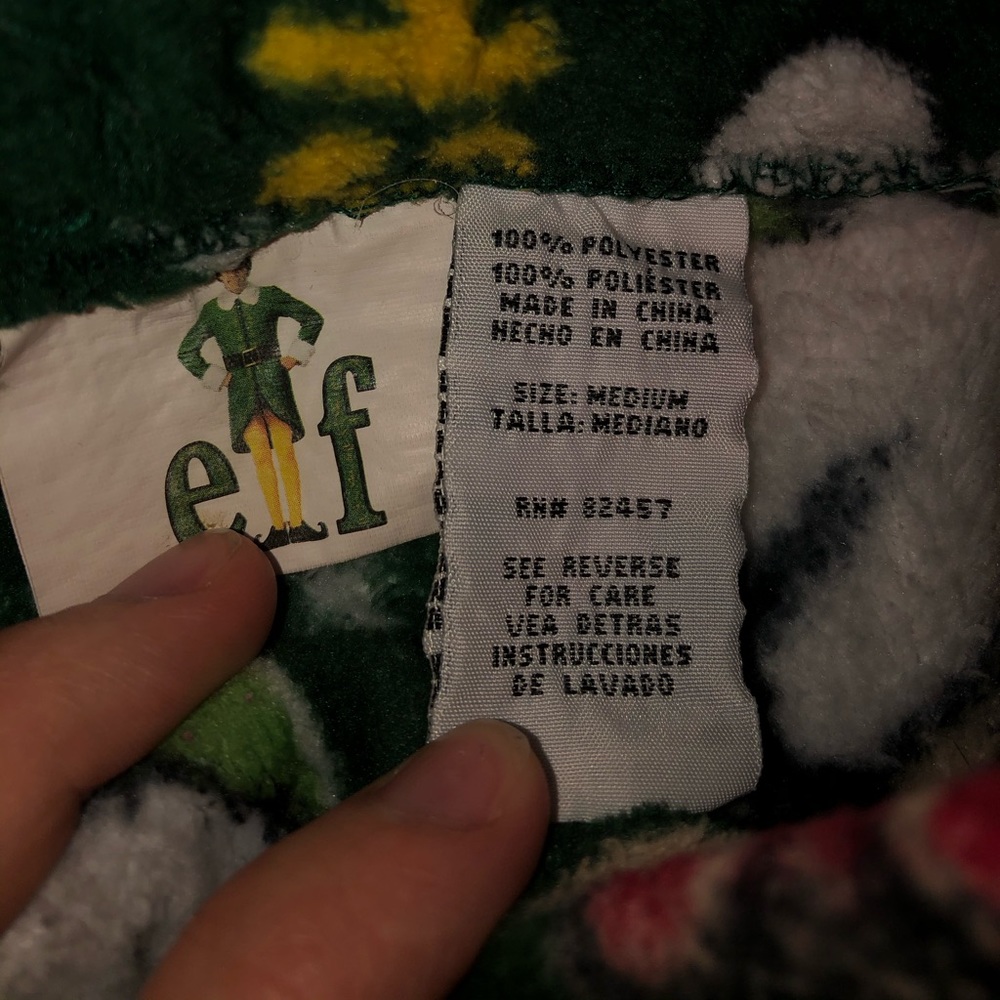 elf
100% POLYESTER
100% POLIÉSTER
MADE IN CHINA
HECHO EN CHINA
SIZE: MEDIUM
TALLA: MEDIANO
RN# 82457
SEE REVERSE
FOR CARE
VEA DETRAS
INSTRUCCIONES
DE LAVADO